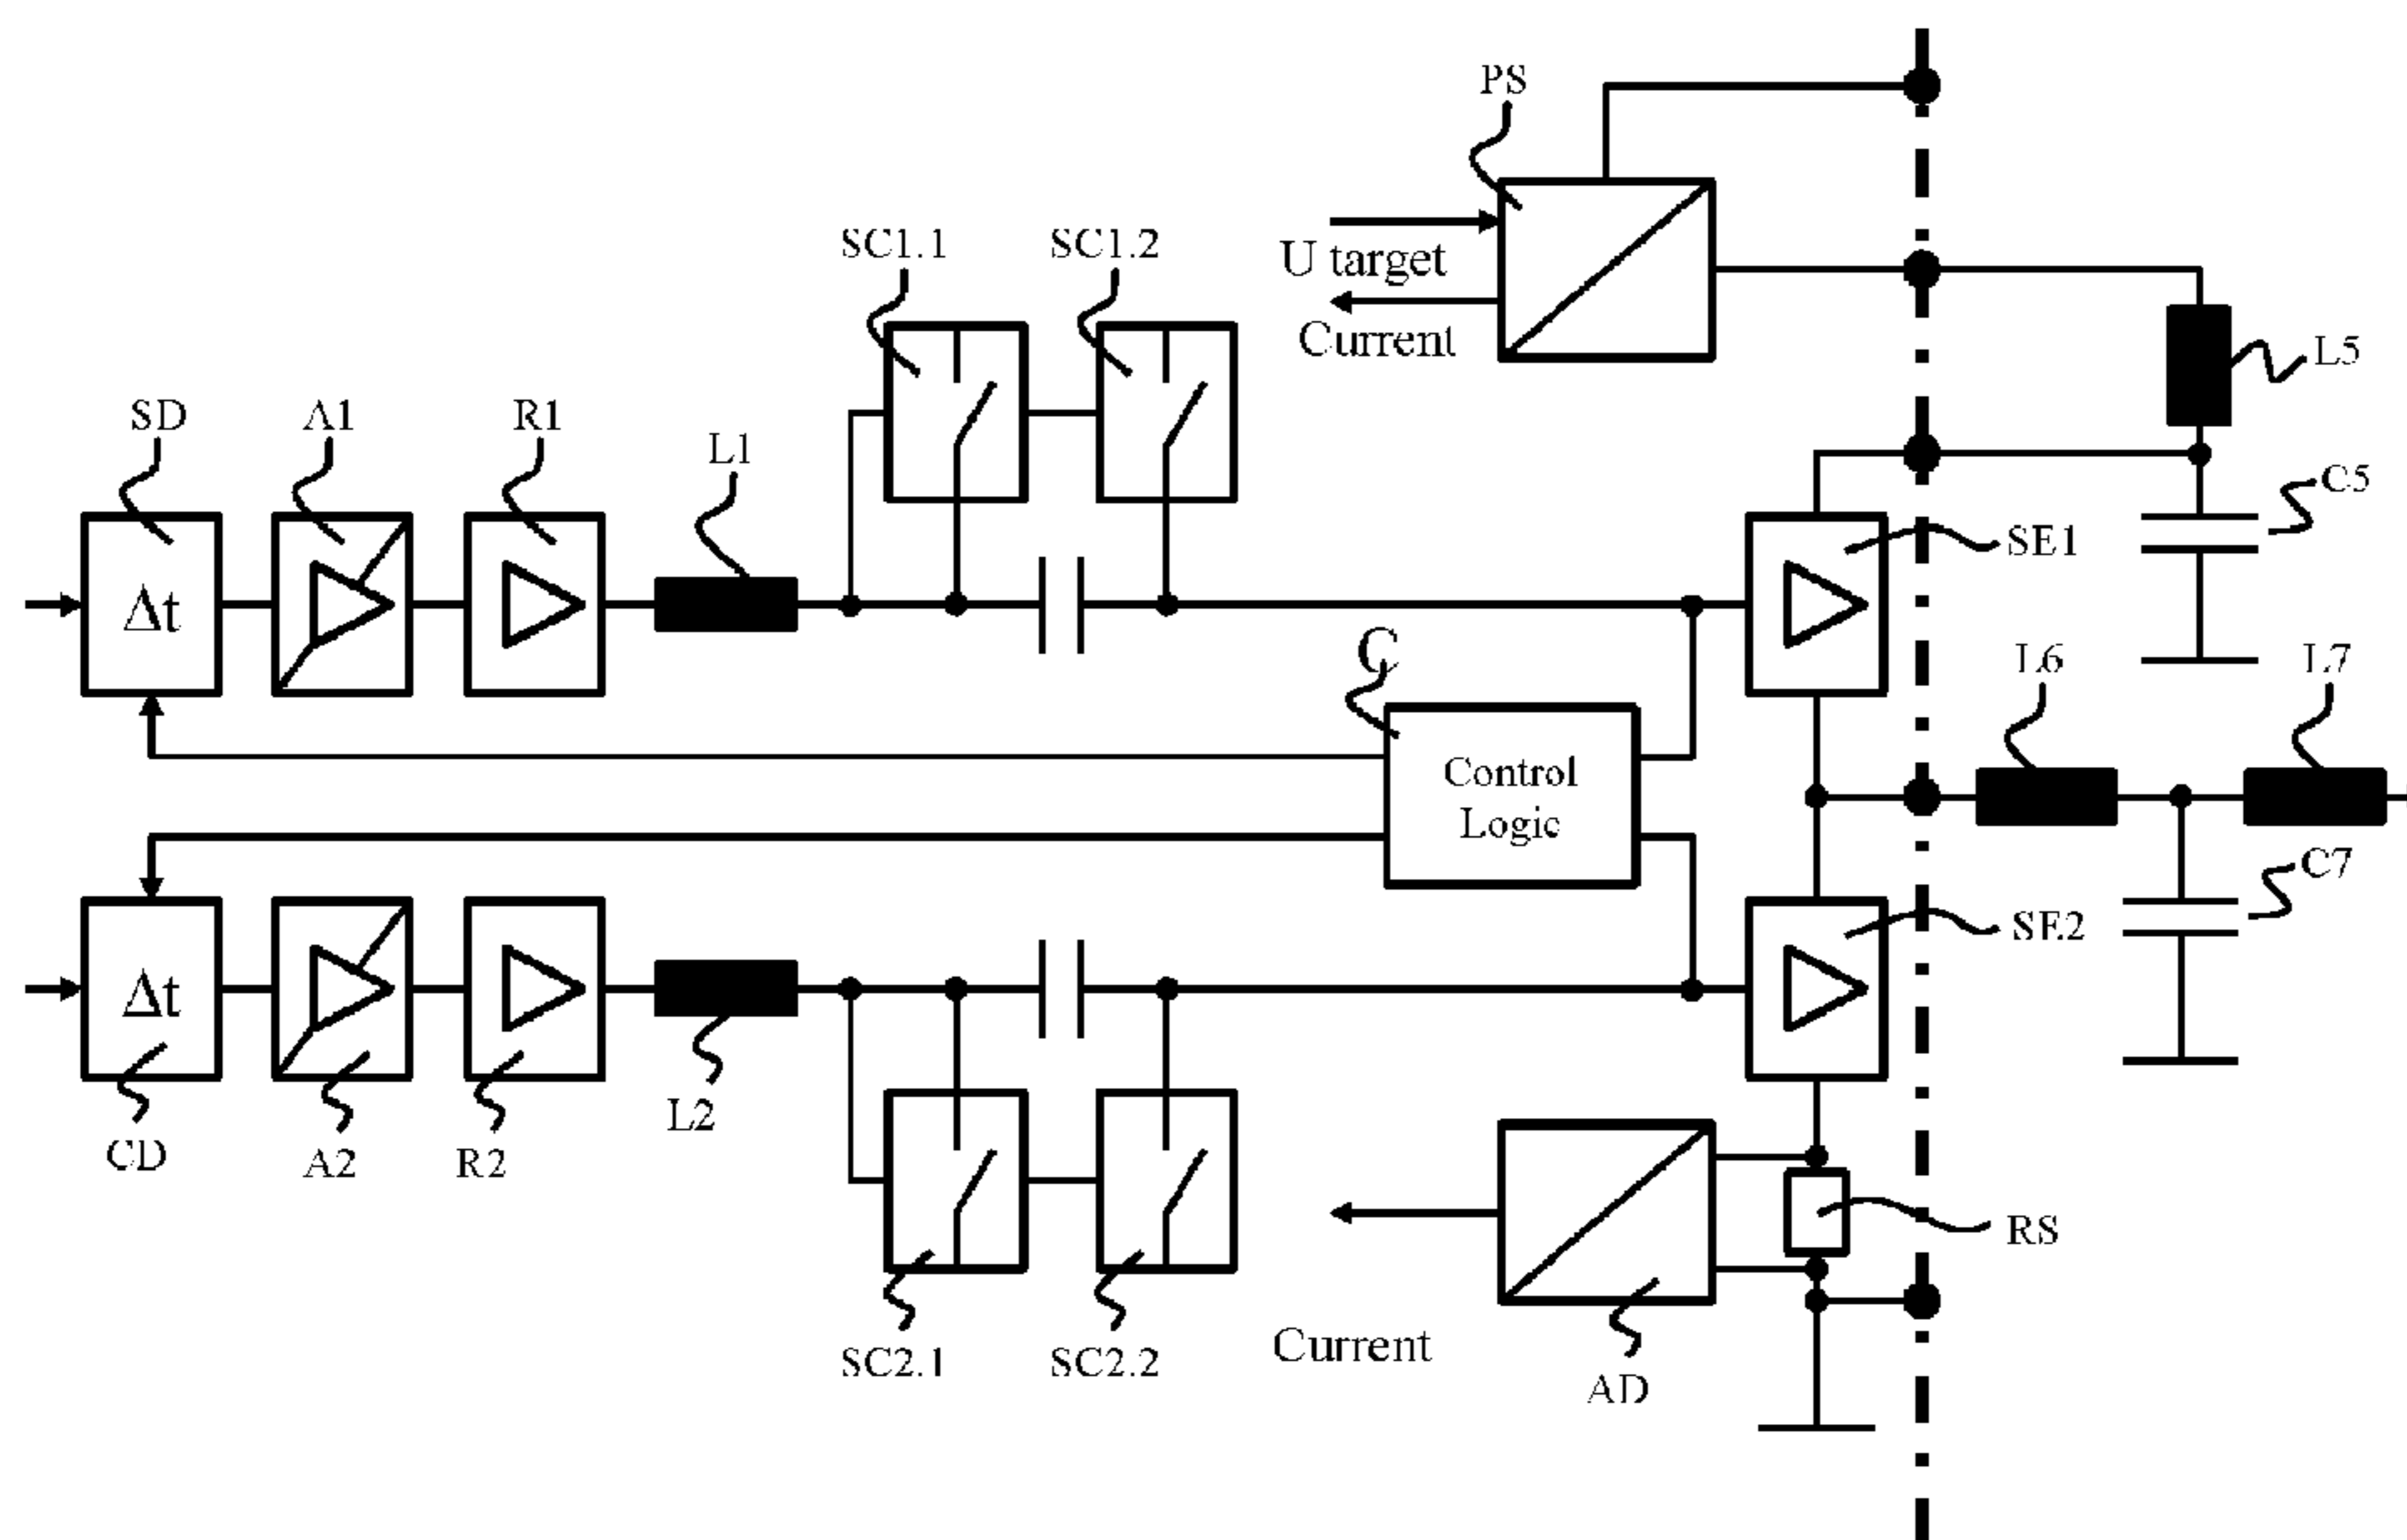 PS
SC1.1
SC1.2
U target
Current
L5
SD
A1
R1
L1
C5
SE1
C
L6
L7
Δt
Control
Logic
C7
SE2
Δt
L2
RS
CD
A2
R2
SC2.1
SC2.2
Current
AD